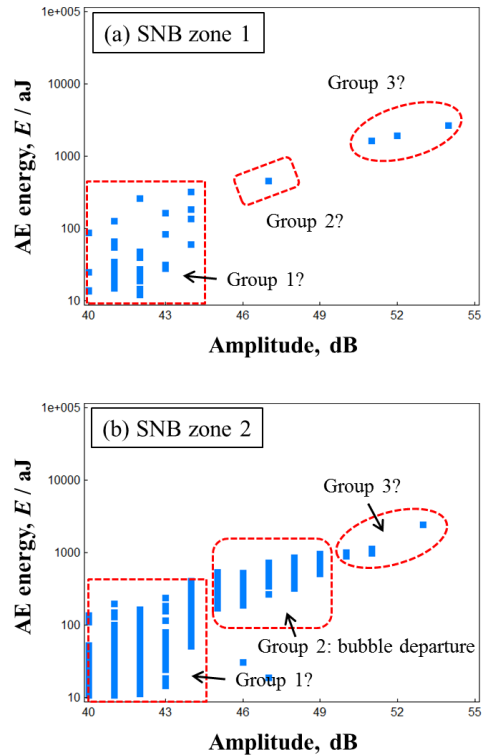 (a) SNB zone 1
1e+005
10000
1000
100
10
AE energy, E / aJ
Group 3?
Group 2?
Group 1?
40 43 46 49 52 55
Amplitude, dB
(b) SNB zone 2
1e+005
10000
1000
100
10
AE energy, E / aJ
Group 3?
Group 2: bubble departure
Group 1?
40 43 46 49 52 55
Amplitude, dB